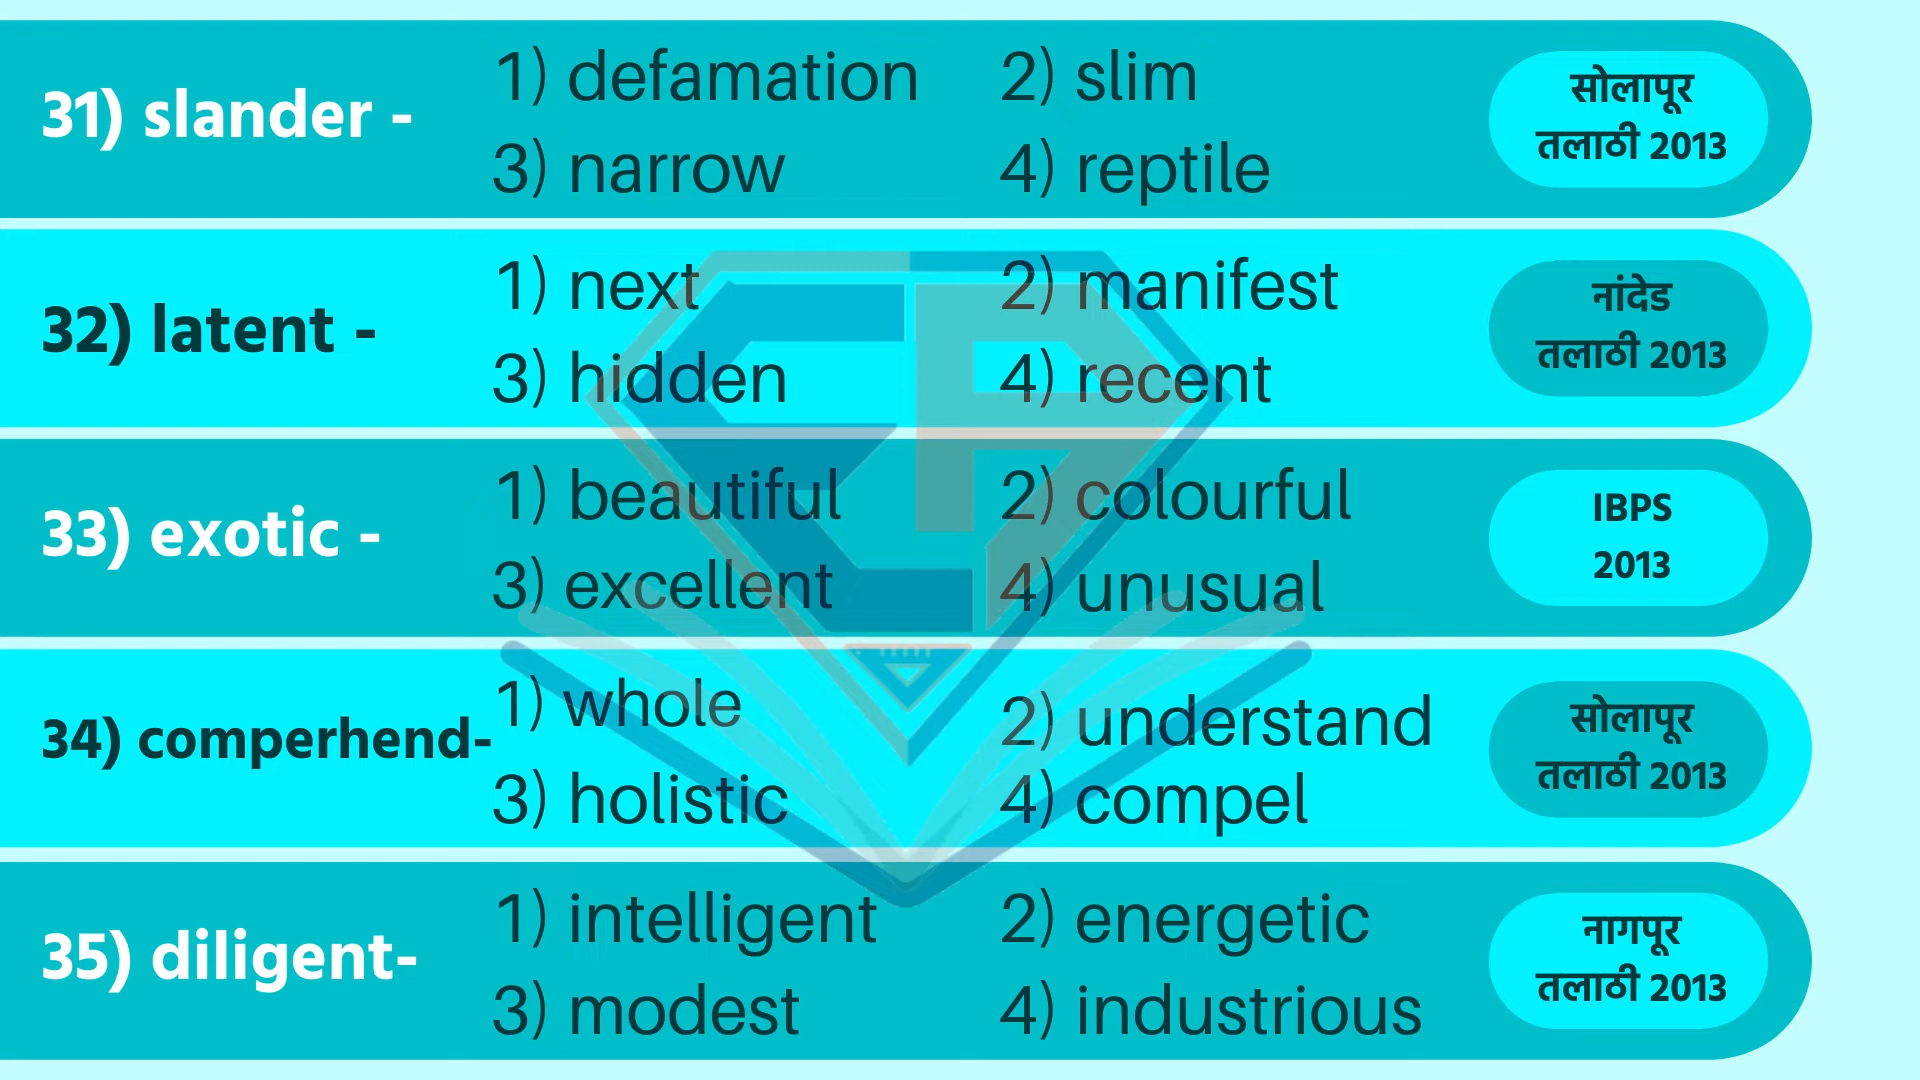 31) slander -
1) defamation 2) slim
3) narrow 4) reptile
सोलापूर
तलाठी 2013
32) latent -
1) next 2) manifest
3) hidden 4) recent
नांदेड
तलाठी 2013
33) exotic -
1) beautiful 2) colourful
3) excellent 4) unusual
IBPS
2013
34) comperhend-
1) whole 2) understand
3) holistic 4) compel
सोलापूर
तलाठी 2013
35) diligent-
1) intelligent 2) energetic
3) modest 4) industrious
नागपूर
तलाठी 2013